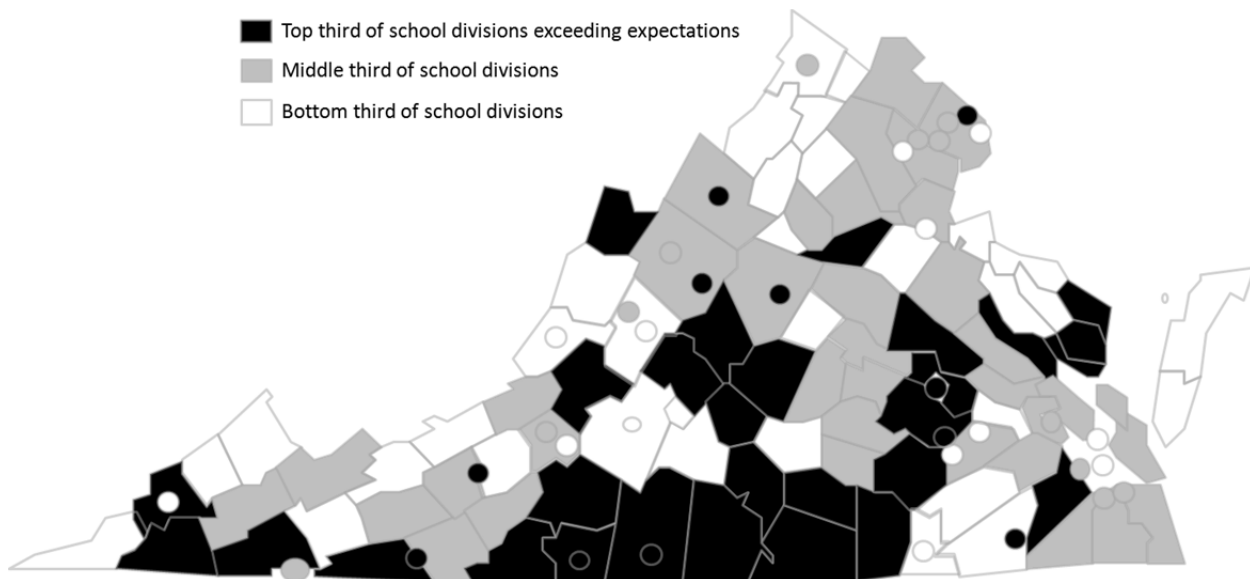 Top third of school divisions exceeding expectations
Middle third of school divisions
Bottom third of school divisions